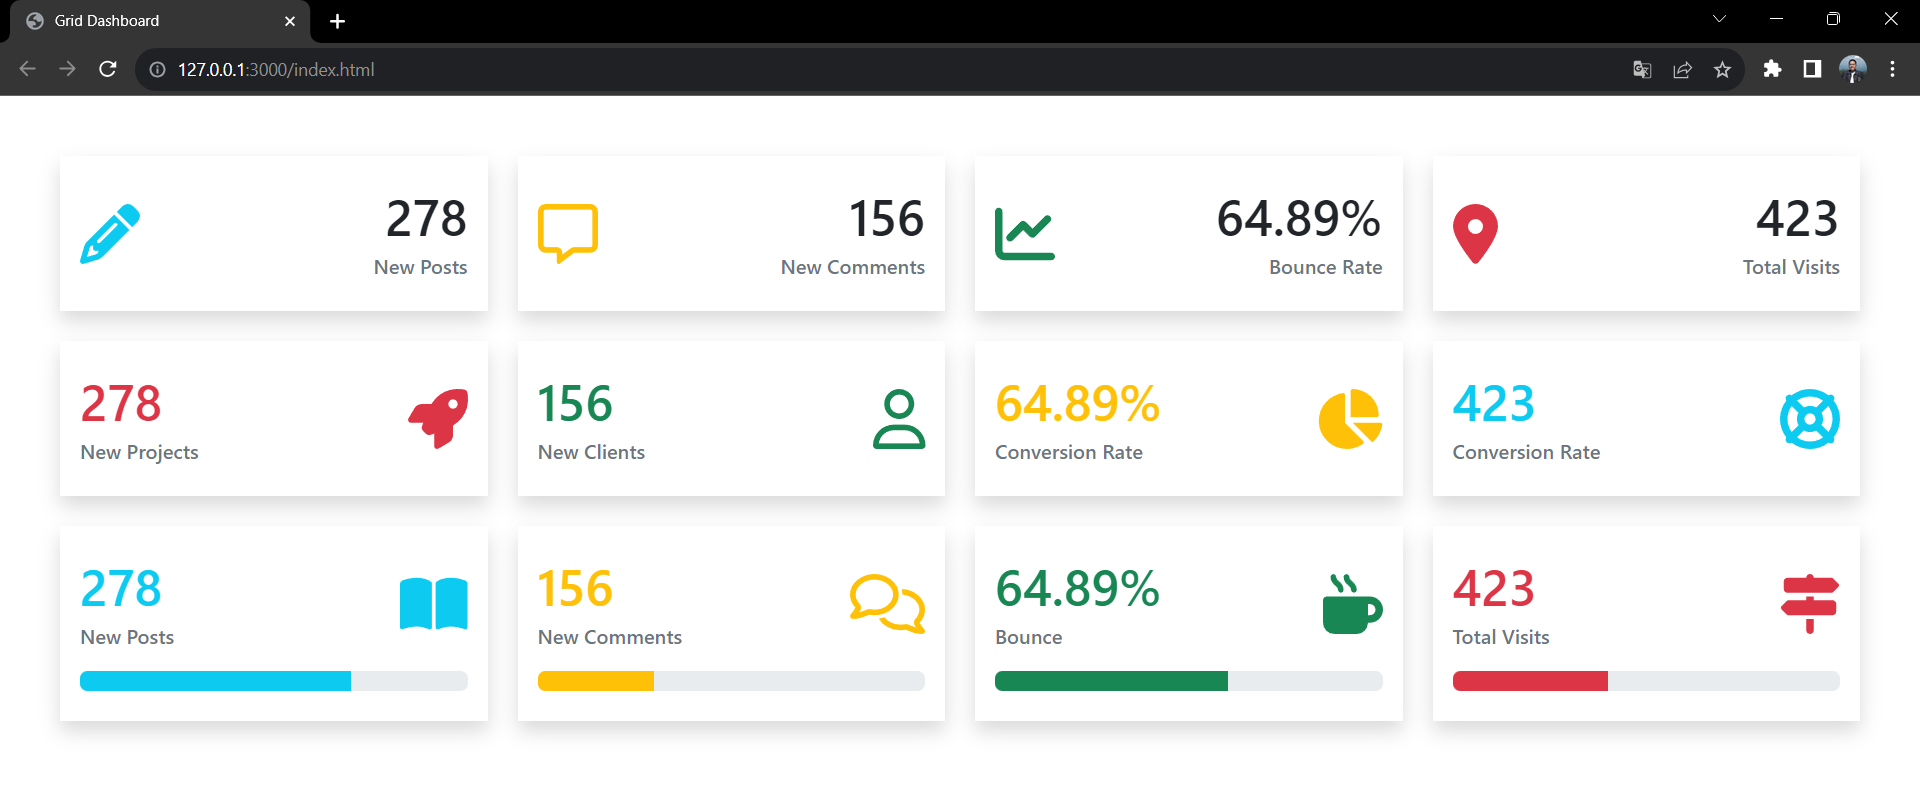 Grid Dashboard
127.0.0.1:3000/index.html
278
New Posts
156
New Comments
64.89%
Bounce Rate
423
Total Visits
278
New Projects
156
New Clients
64.89%
Conversion Rate
423
Conversion Rate
278
New Posts
156
New Comments
64.89%
Bounce
423
Total Visits